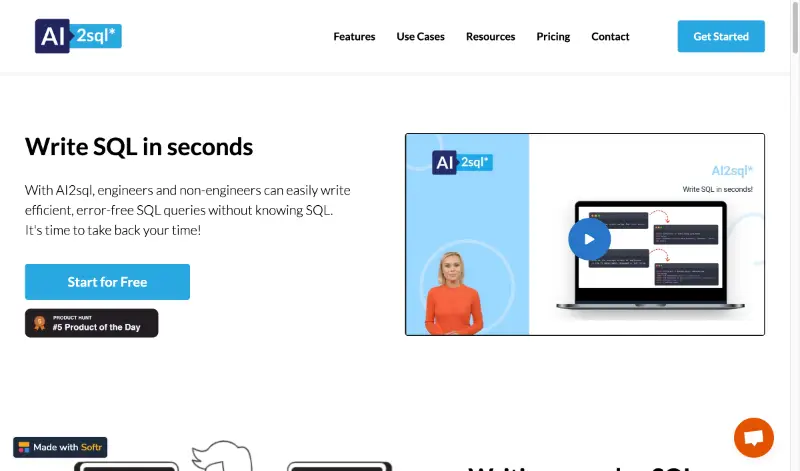 AI 2sql*
Features Use Cases Resources Pricing Contact Get Started
Write SQL in seconds
With AI2sql, engineers and non-engineers can easily write
efficient, error-free SQL queries without knowing SQL.
It's time to take back your time!
Start for Free
PRODUCT HUNT
#5 Product of the Day
AI 2sql*
AI2sql*
Write SQL in seconds!
Made with Softr